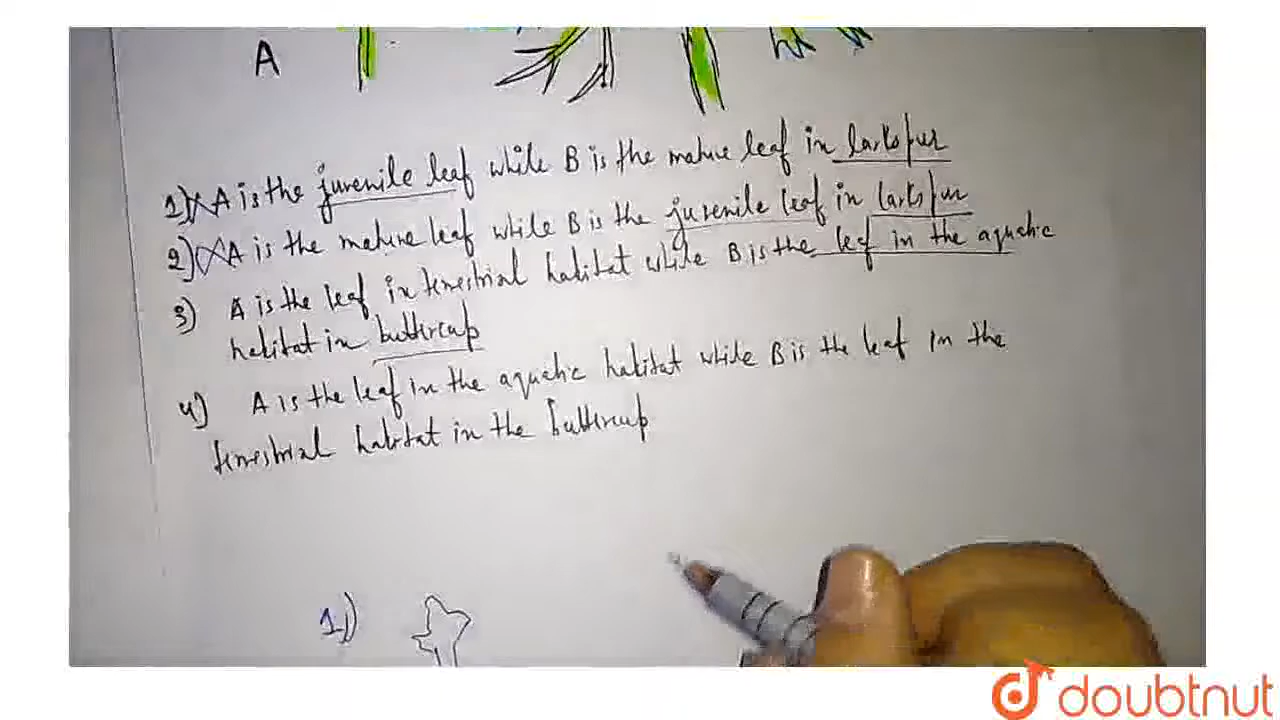 A
1) A is the juvenile leaf while B is the mature leaf in larkspur
2) A is the mature leaf while B is the juvenile leaf in larkspur
3) A is the leaf in terrestrial habitat while B is the leaf in the aquatic
habitat in buttercup
4) A is the leaf in the aquatic habitat while B is the leaf in the
terrestrial habitat in the buttercup
1)
doubtnut